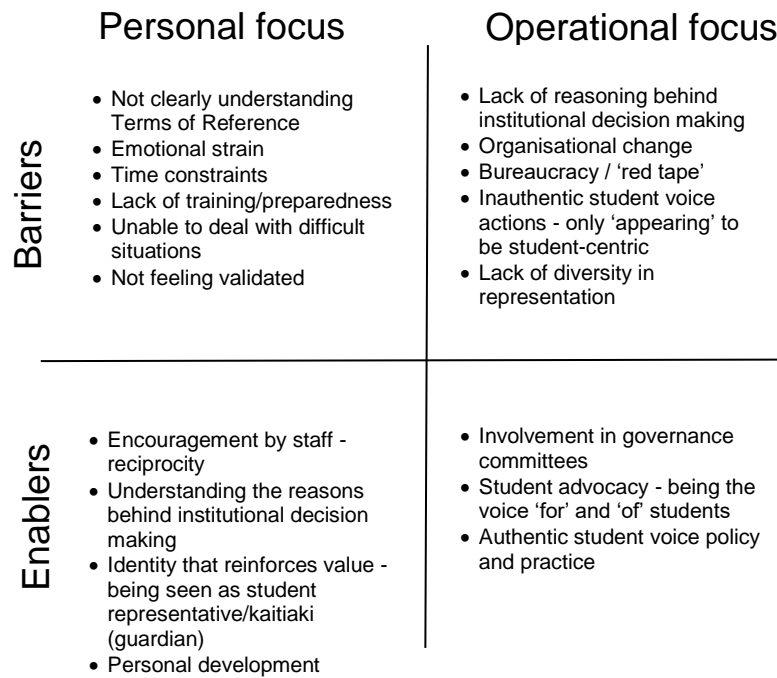 Personal focus
Operational focus
Barriers
• Not clearly understanding
Terms of Reference
• Emotional strain
• Time constraints
• Lack of training/preparedness
• Unable to deal with difficult
situations
• Not feeling validated
• Lack of reasoning behind
institutional decision making
• Organisational change
• Bureaucracy / ‘red tape’
• Inauthentic student voice
actions - only ‘appearing’ to
be student-centric
• Lack of diversity in
representation
Enablers
• Encouragement by staff -
reciprocity
• Understanding the reasons
behind institutional decision
making
• Identity that reinforces value -
being seen as student
representative/kaitiaki
(guardian)
• Personal development
• Involvement in governance
committees
• Student advocacy - being the
voice ‘for’ and ‘of’ students
• Authentic student voice policy
and practice